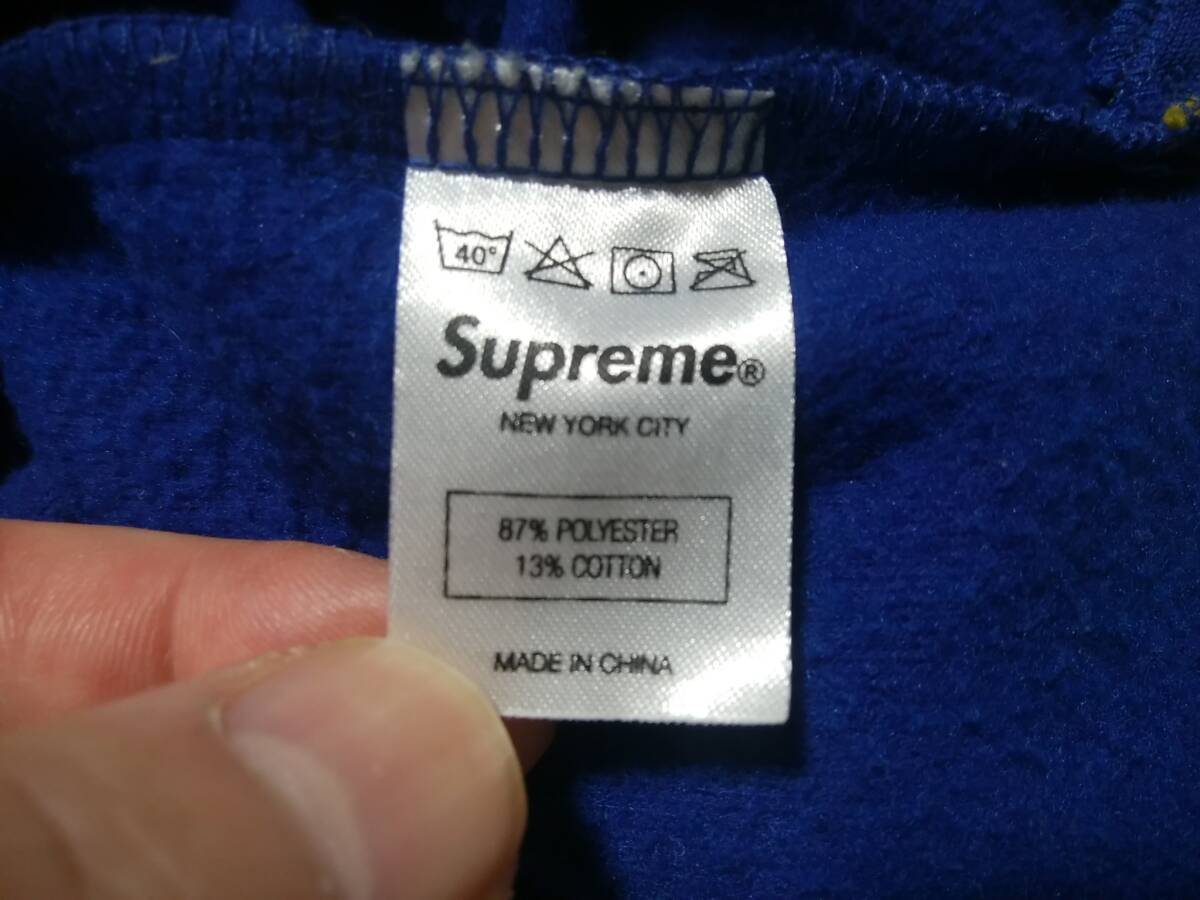 40°
Supreme®
NEW YORK CITY
87% POLYESTER
13% COTTON
MADE IN CHINA